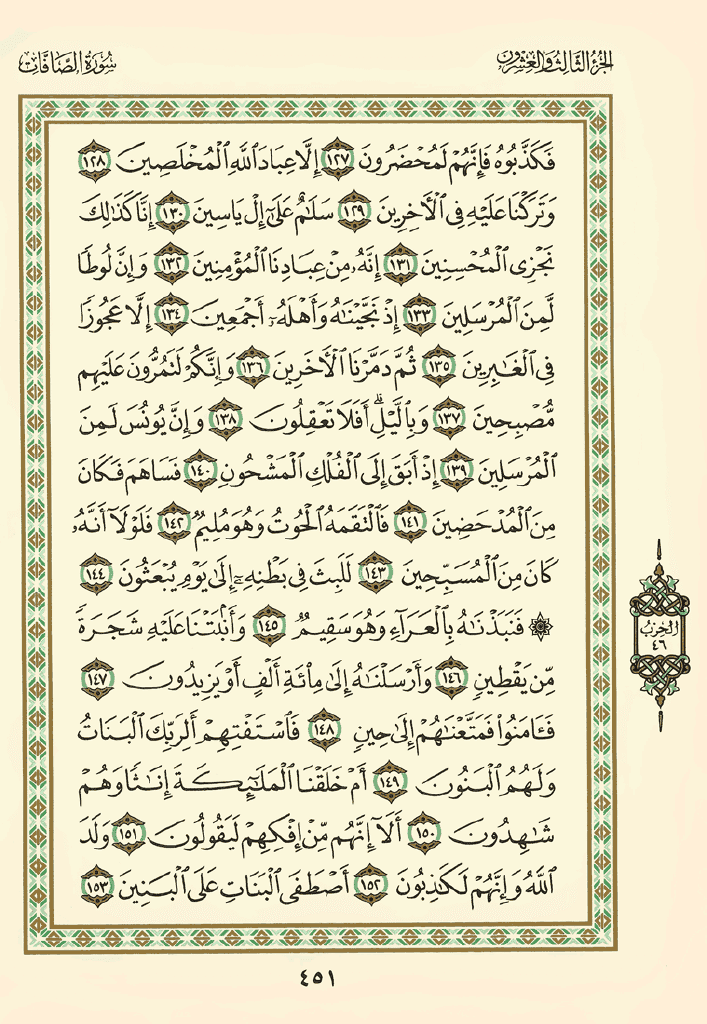 الجزء الثالث والعشرون
سورة الصافات
فَكَذَّبُوهُ فَإِنَّهُمْ لَمُحْضَرُونَ ١٢٧ إِلَّا عِبَادَ ٱللَّهِ ٱلْمُخْلَصِينَ ١٢٨
وَتَرَكْنَا عَلَيْهِ فِى ٱلْأَخِرِينَ ١٢٩ سَلَٰمٌ عَلَىٰٓ إِلْ يَاسِينَ ١٣٠ إِنَّا كَذَٰلِكَ
نَجْزِى ٱلْمُحْسِنِينَ ١٣١ إِنَّهُۥ مِنْ عِبَادِنَا ٱلْمُؤْمِنِينَ ١٣٢ وَإِنَّ لُوطًا
لَّمِنَ ٱلْمُرْسَلِينَ ١٣٣ إِذْ نَجَّيْنَٰهُ وَأَهْلَهُۥٓ أَجْمَعِينَ ١٣٤ إِلَّا عَجُوزًا
فِى ٱلْغَٰبِرِينَ ١٣٥ ثُمَّ دَمَّرْنَا ٱلْأَخَرِينَ ١٣٦ وَإِنَّكُمْ لَتَمُرُّونَ عَلَيْهِم
مُّصْبِحِينَ ١٣٧ وَبِٱلَّيْلِ ۗ أَفَلَا تَعْقِلُونَ ١٣٨ وَإِنَّ يُونُسَ لَمِنَ
ٱلْمُرْسَلِينَ ١٣٩ إِذْ أَبَقَ إِلَى ٱلْفُلْكِ ٱلْمَشْحُونِ ١٤٠ فَسَاهَمَ فَكَانَ
مِنَ ٱلْمُدْحَضِينَ ١٤١ فَٱلْتَقَمَهُ ٱلْحُوتُ وَهُوَ مُلِيمٌ ١٤٢ فَلَوْلَآ أَنَّهُۥ
كَانَ مِنَ ٱلْمُسَبِّحِينَ ١٤٣ لَلَبِثَ فِى بَطْنِهِۦٓ إِلَىٰ يَوْمِ يُبْعَثُونَ ١٤٤
۞ فَنَبَذْنَٰهُ بِٱلْعَرَآءِ وَهُوَ سَقِيمٌ ١٤٥ وَأَنۢبَتْنَا عَلَيْهِ شَجَرَةً
مِّن يَقْطِينٍ ١٤٦ وَأَرْسَلْنَٰهُ إِلَىٰ مِا۟ئَةِ أَلْفٍ أَوْ يَزِيدُونَ ١٤٧
فَـَٔامَنُوا۟ فَمَتَّعْنَٰهُمْ إِلَىٰ حِينٍ ١٤٨ فَٱسْتَفْتِهِمْ أَلِرَبِّكَ ٱلْبَنَاتُ
وَلَهُمُ ٱلْبَنُونَ ١٤٩ أَمْ خَلَقْنَا ٱلْمَلَٰٓئِكَةَ إِنَٰثًا وَهُمْ
شَٰهِدُونَ ١٥٠ أَلَآ إِنَّهُم مِّنْ إِفْكِهِمْ لَيَقُولُونَ ١٥١ وَلَدَ
ٱللَّهُ وَإِنَّهُمْ لَكَٰذِبُونَ ١٥٢ أَصْطَفَى ٱلْبَنَاتِ عَلَى ٱلْبَنِينَ ١٥٣
الحزب
٤٦
٤٥١